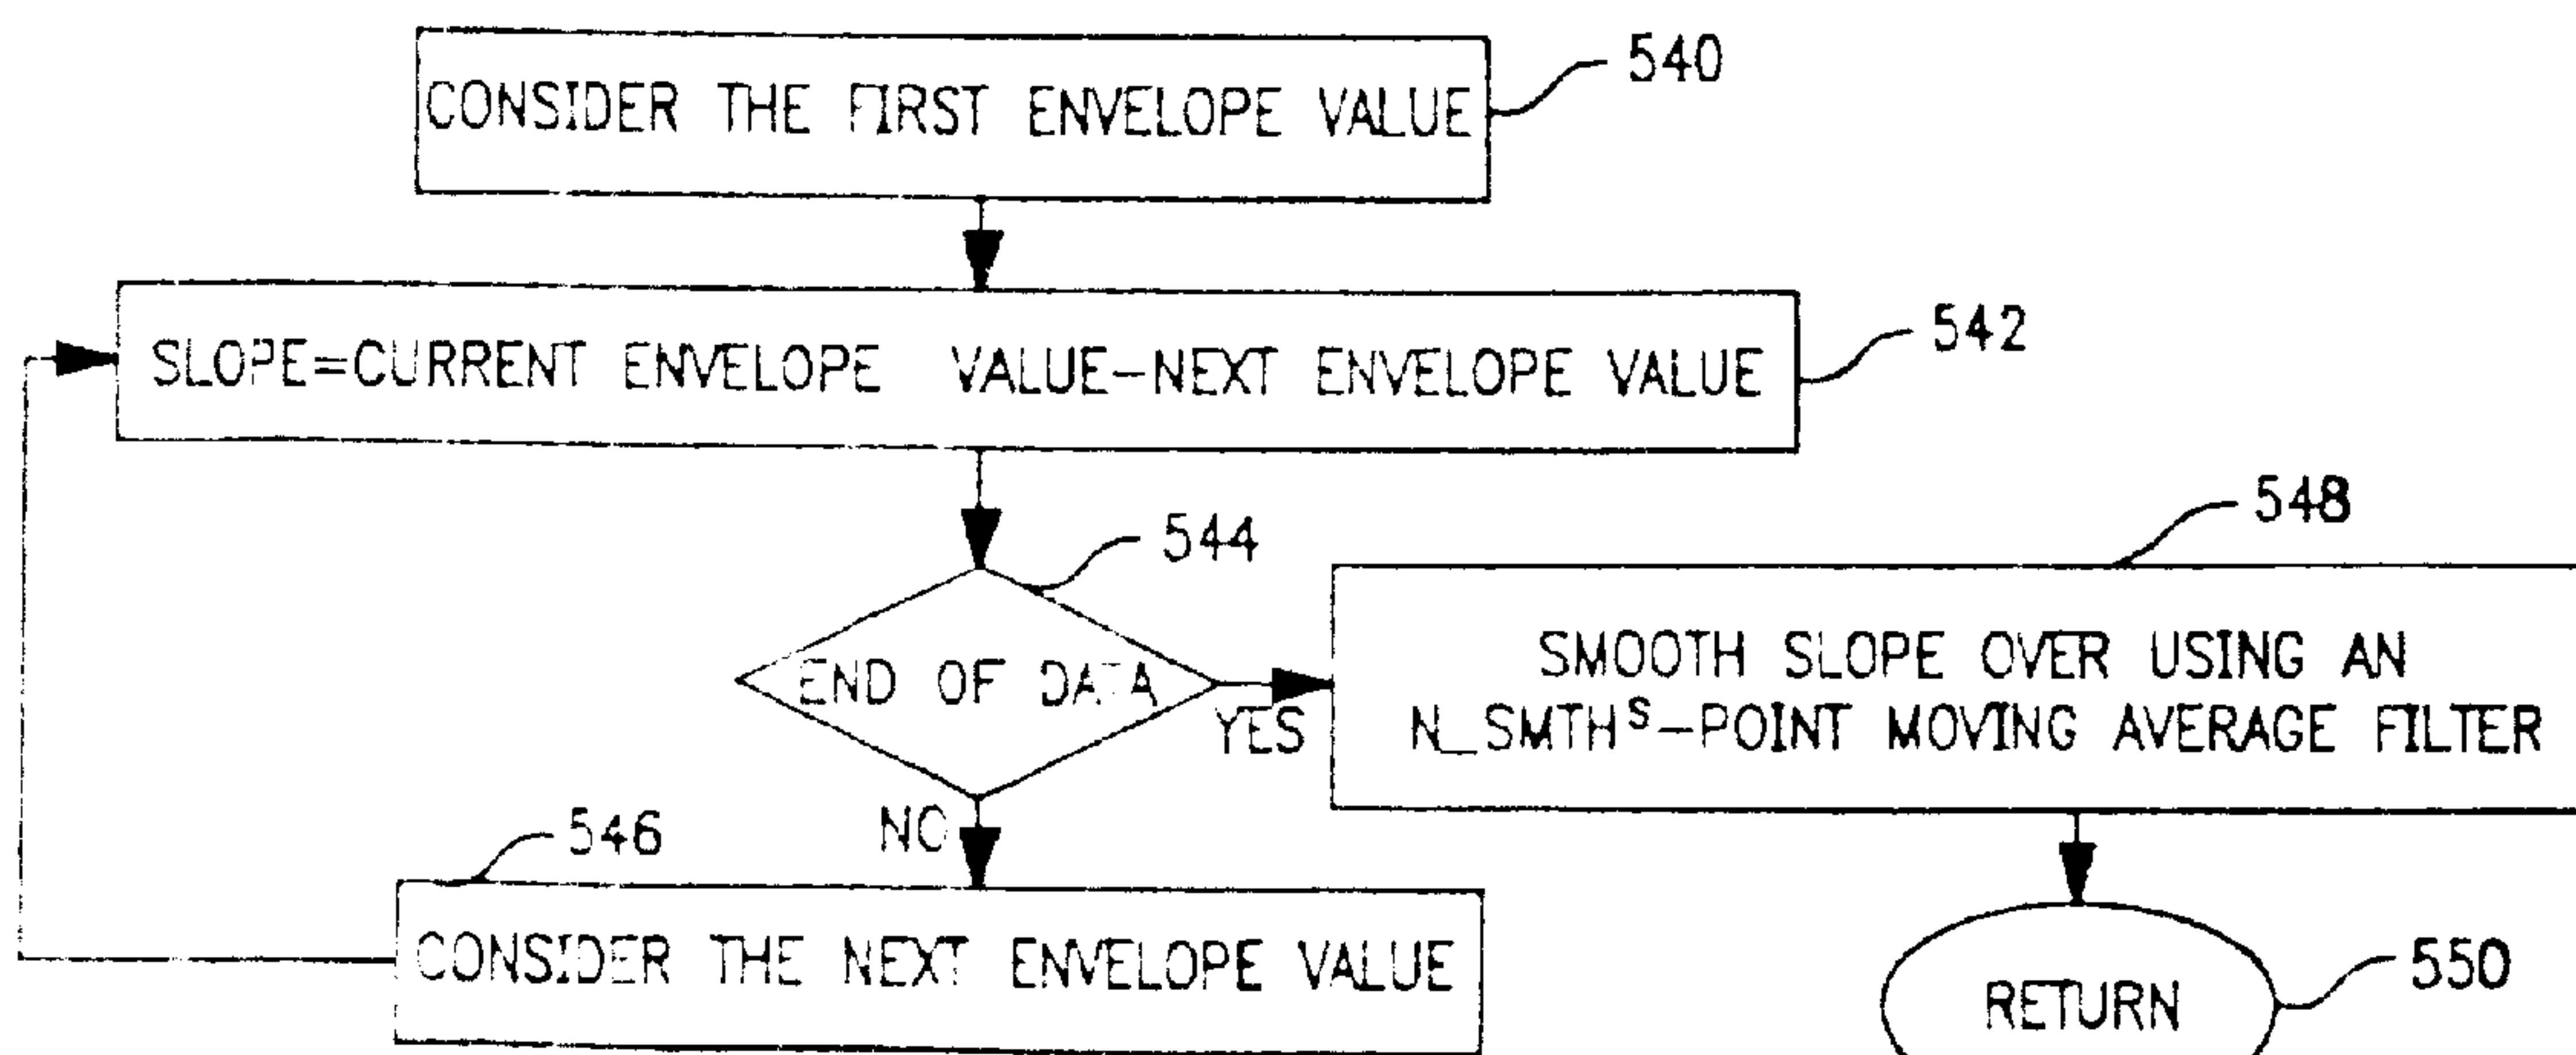 CONSIDER THE FIRST ENVELOPE VALUE
540
SLOPE=CURRENT ENVELOPE VALUE-NEXT ENVELOPE VALUE
542
544
END OF DATA
YES
548
SMOOTH SLOPE OVER USING AN
N_SMTHˢ-POINT MOVING AVERAGE FILTER
NO
546
CONSIDER THE NEXT ENVELOPE VALUE
RETURN
550